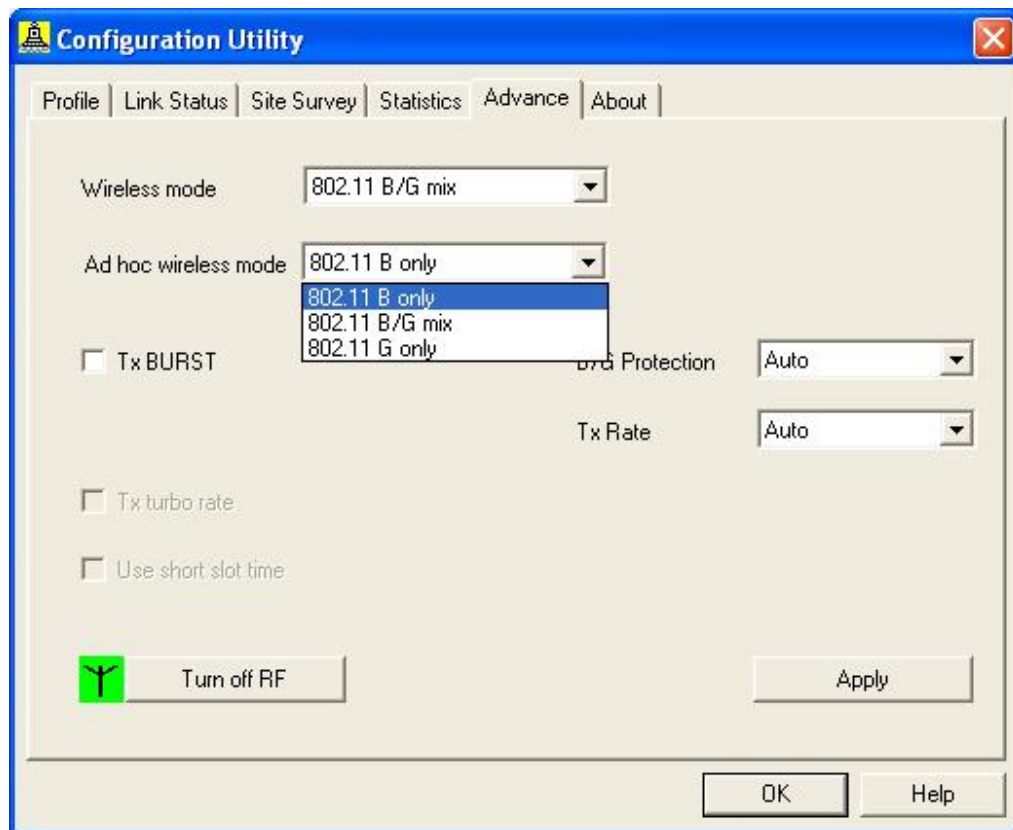 Configuration Utility
Profile
Link Status
Site Survey
Statistics
Advance
About
Wireless mode
802.11 B/G mix
Ad hoc wireless mode
802.11 B only
802.11 B only
802.11 B/G mix
802.11 G only
Tx BURST
B/G Protection
Auto
Tx Rate
Auto
Tx turbo rate
Use short slot time
Turn off RF
Apply
OK
Help